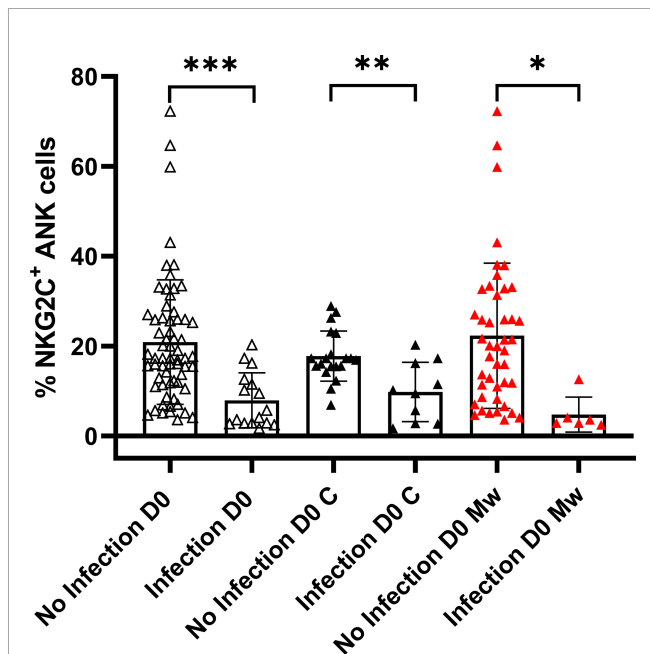 *** ** *
80
60
40
20
0
% NKG2C+ ANK cells
No Infection D0
Infection D0
No Infection D0 C
Infection D0 C
No Infection D0 Mw
Infection D0 Mw